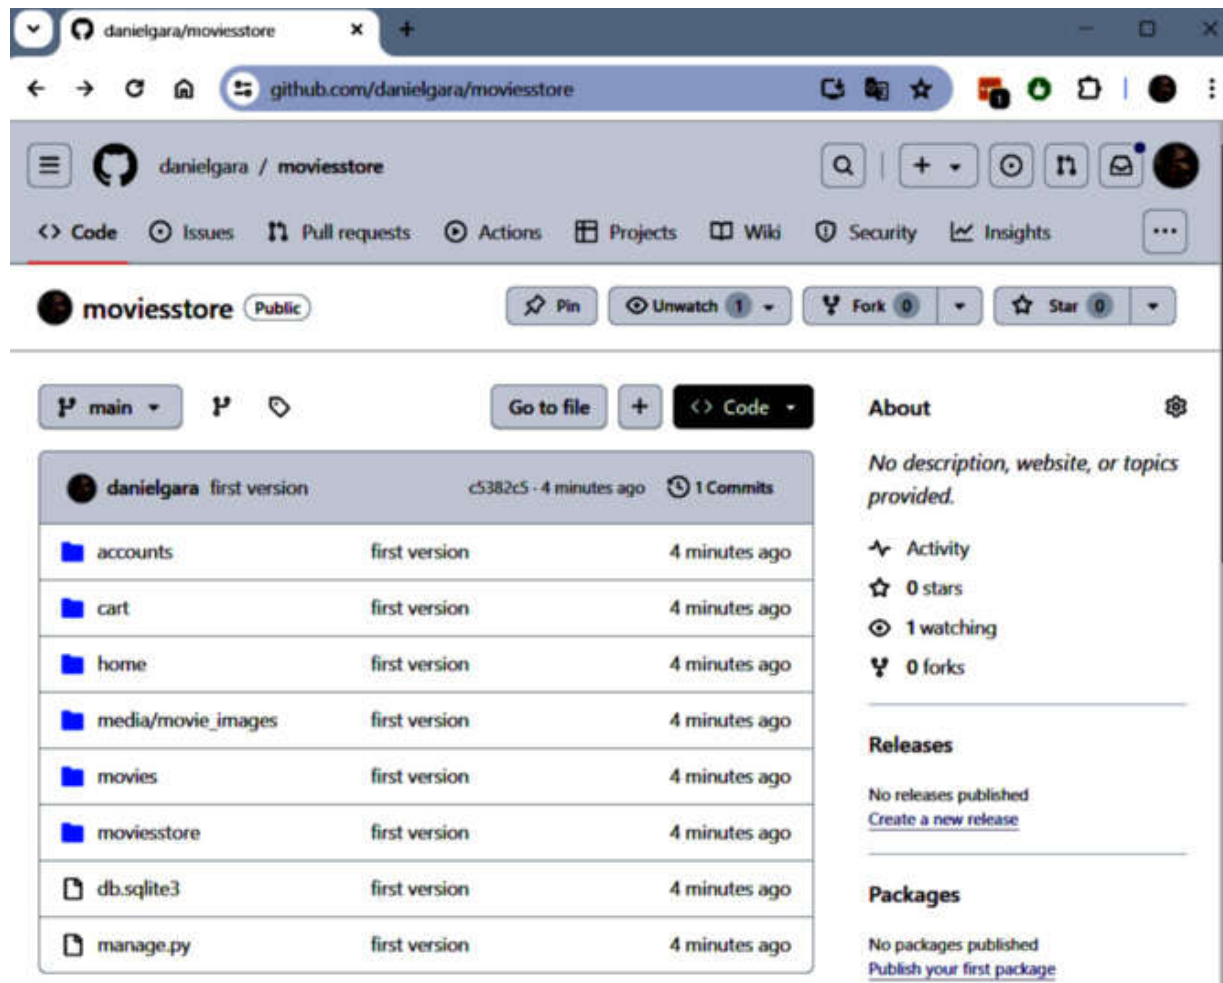 danielgara/moviesstore
github.com/danielgara/moviesstore
1
danielgara / moviesstore
Code Issues Pull requests Actions Projects Wiki Security Insights
moviesstore Public Pin Unwatch 1 Fork 0 Star 0
main Go to file + Code
danielgara first version c5382c5 · 4 minutes ago 1 Commits
accounts first version 4 minutes ago
cart first version 4 minutes ago
home first version 4 minutes ago
media/movie_images first version 4 minutes ago
movies first version 4 minutes ago
moviesstore first version 4 minutes ago
db.sqlite3 first version 4 minutes ago
manage.py first version 4 minutes ago
About
No description, website, or topics
provided.
Activity
0 stars
1 watching
0 forks
Releases
No releases published
Create a new release
Packages
No packages published
Publish your first package